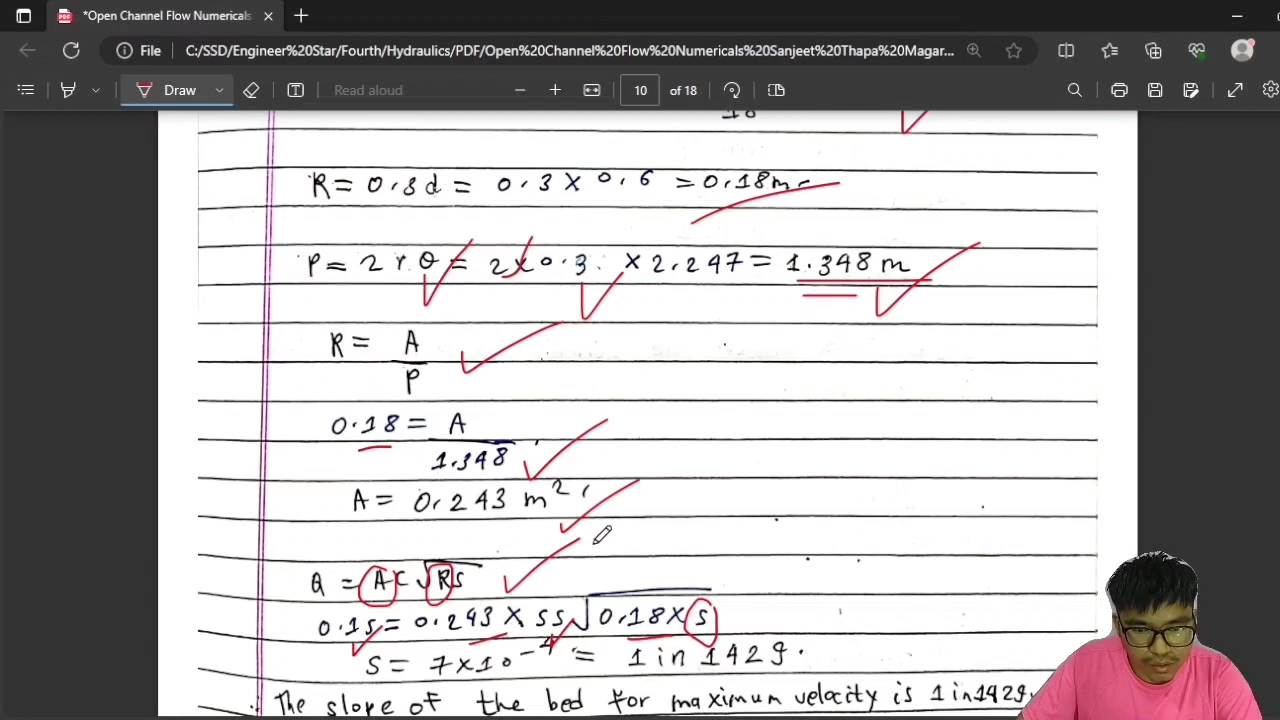 *Open Channel Flow Numericals
File C:/SSD/Engineer%20Star/Fourth/Hydraulics/PDF/Open%20Channel%20Flow%20Numericals%20Sanjeet%20Thapa%20Magar...
Draw Read aloud 10 of 18
10
R = 0.3d = 0.3 × 0.6 = 0.18m.
P = 2 r θ = 2 × 0.3 × 2.247 = 1.348 m
R = A
P
0.18 = A
1.348
A = 0.243 m²
Q = AC√RS
0.15 = 0.243 × 55 √0.18×S
S = 7×10⁻⁴ = 1 in 1429.
∴ The slope of the bed for maximum velocity is 1 in 1429.